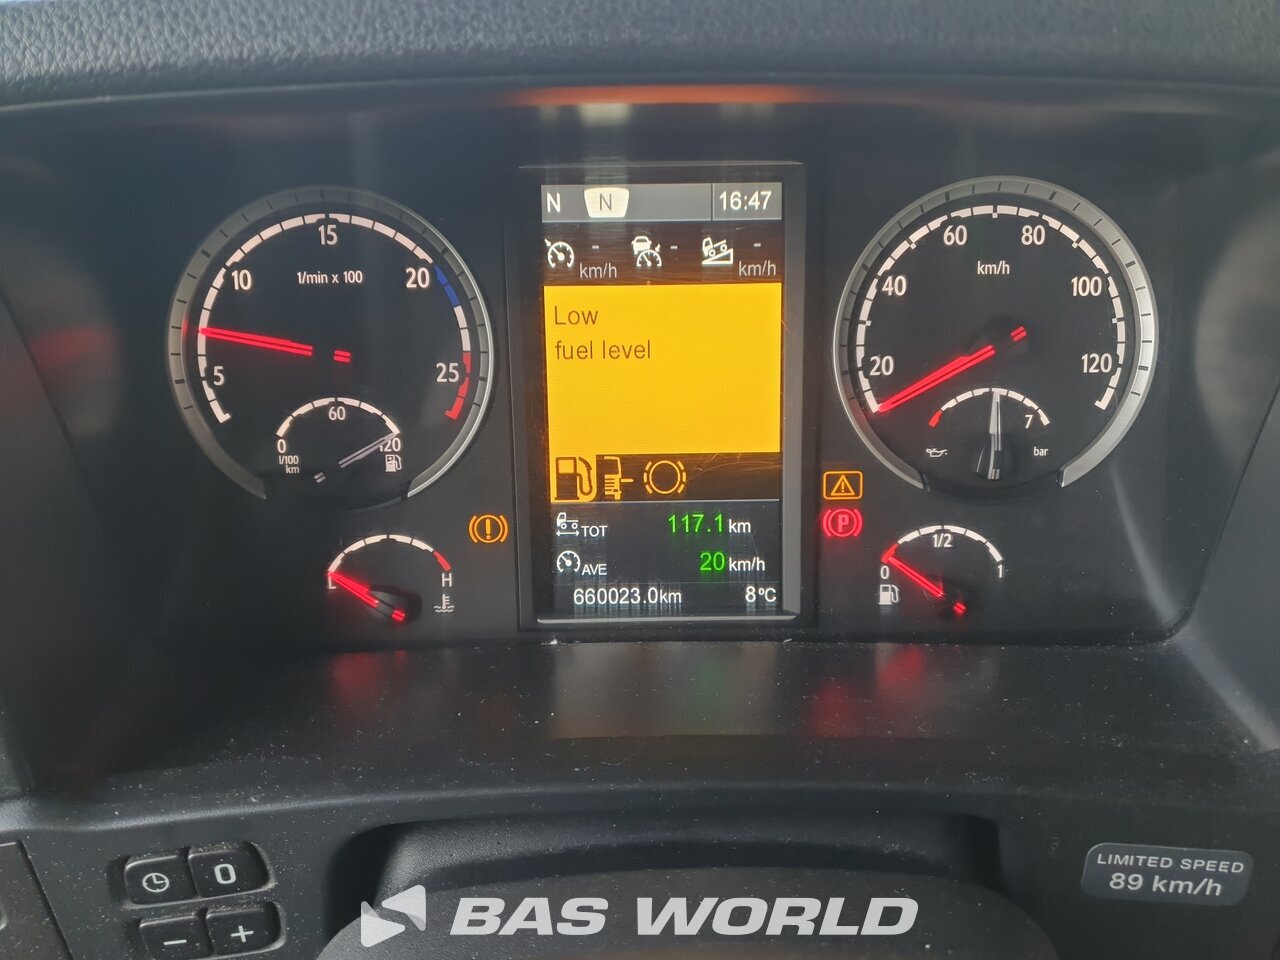 N N 16:47
- - -
km/h km/h
Low
fuel level
TOT 117.1 km
AVE 20 km/h
660023.0km 8°C
5 10 15 20 25
1/min x 100
0 60 120
l/100
km
L H
20 40 60 80 100 120
km/h
7
bar
P
0 1/2 1
0
- +
LIMITED SPEED
89 km/h
BAS WORLD